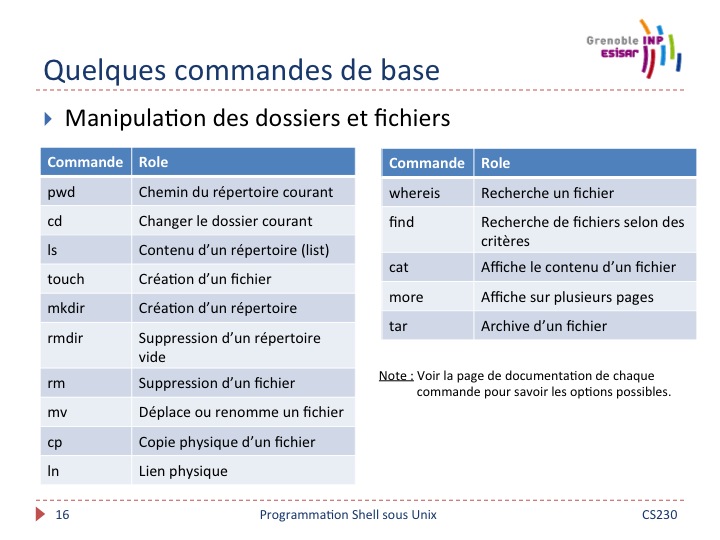 Grenoble INP
ESISAR
Quelques commandes de base
Manipulation des dossiers et fichiers
Commande Role
pwd Chemin du répertoire courant
cd Changer le dossier courant
ls Contenu d’un répertoire (list)
touch Création d’un fichier
mkdir Création d’un répertoire
rmdir Suppression d’un répertoire
vide
rm Suppression d’un fichier
mv Déplace ou renomme un fichier
cp Copie physique d’un fichier
ln Lien physique
Commande Role
whereis Recherche un fichier
find Recherche de fichiers selon des
critères
cat Affiche le contenu d’un fichier
more Affiche sur plusieurs pages
tar Archive d’un fichier
Note : Voir la page de documentation de chaque
commande pour savoir les options possibles.
16 Programmation Shell sous Unix CS230